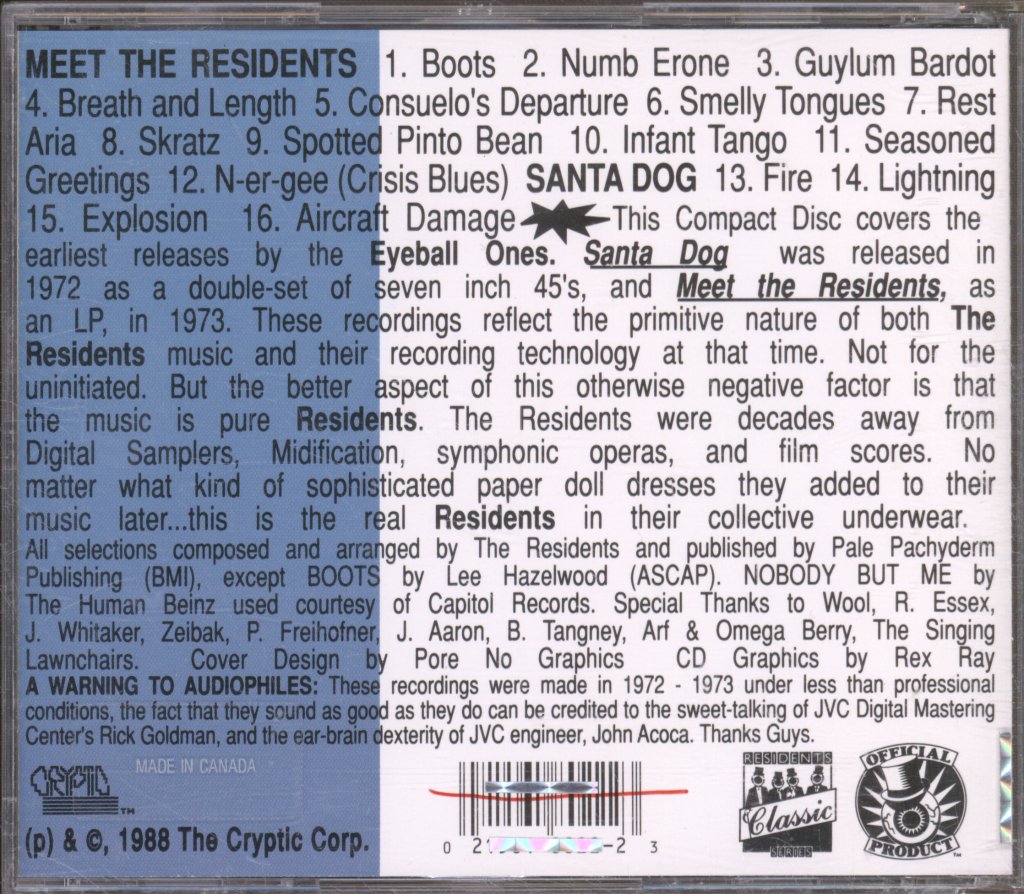 MEET THE RESIDENTS 1. Boots 2. Numb Erone 3. Guylum Bardot
4. Breath and Length 5. Consuelo's Departure 6. Smelly Tongues 7. Rest
Aria 8. Skratz 9. Spotted Pinto Bean 10. Infant Tango 11. Seasoned
Greetings 12. N-er-gee (Crisis Blues) SANTA DOG 13. Fire 14. Lightning
15. Explosion 16. Aircraft Damage This Compact Disc covers the
earliest releases by the Eyeball Ones. Santa Dog was released in
1972 as a double-set of seven inch 45's, and Meet the Residents, as
an LP, in 1973. These recordings reflect the primitive nature of both The
Residents music and their recording technology at that time. Not for the
uninitiated. But the better aspect of this otherwise negative factor is that
the music is pure Residents. The Residents were decades away from
Digital Samplers, Midification, symphonic operas, and film scores. No
matter what kind of sophisticated paper doll dresses they added to their
music later...this is the real Residents in their collective underwear.
All selections composed and arranged by The Residents and published by Pale Pachyderm
Publishing (BMI), except BOOTS by Lee Hazelwood (ASCAP). NOBODY BUT ME by
The Human Beinz used courtesy of Capitol Records. Special Thanks to Wool, R. Essex,
J. Whitaker, Zeibak, P. Freihofner, J. Aaron, B. Tangney, Arf & Omega Berry, The Singing
Lawnchairs. Cover Design by Pore No Graphics CD Graphics by Rex Ray
A WARNING TO AUDIOPHILES: These recordings were made in 1972 - 1973 under less than professional
conditions, the fact that they sound as good as they do can be credited to the sweet-talking of JVC Digital Mastering
Center's Rick Goldman, and the ear-brain dexterity of JVC engineer, John Acoca. Thanks Guys.
CRYPTIC TM
MADE IN CANADA
(p) & ©, 1988 The Cryptic Corp.
0 -2 3
RESIDENTS
Classic
SERIES
OFFICIAL
PRODUCT TM